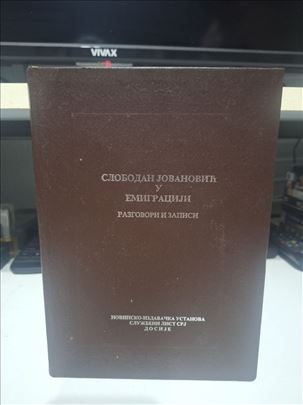 VIVAX
СЛОБОДАН ЈОВАНОВИЋ
У
ЕМИГРАЦИЈИ
РАЗГОВОРИ И ЗАПИСИ
НОВИНСКО-ИЗДАВАЧКА УСТАНОВА
СЛУЖБЕНИ ЛИСТ СРЈ
ДОСИЈЕ